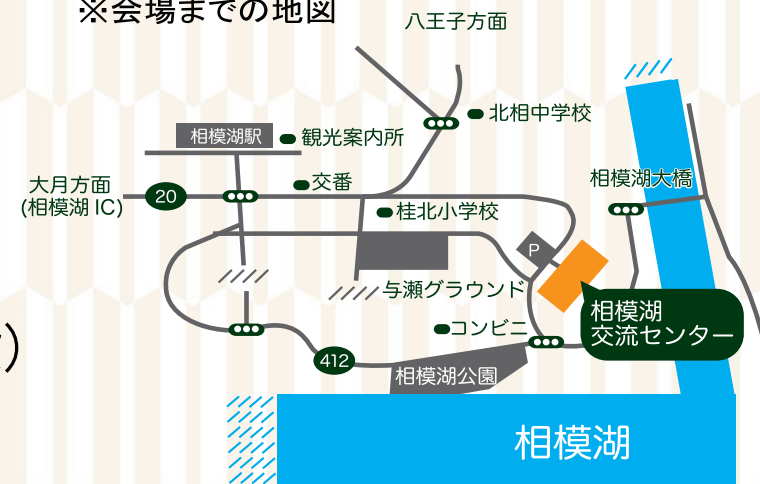 ※会場までの地図
八王子方面
北相中学校
相模湖駅
観光案内所
大月方面
(相模湖 IC)
20
交番
相模湖大橋
桂北小学校
P
与瀬グラウンド
相模湖
交流センター
コンビニ
412
相模湖公園
)
相模湖